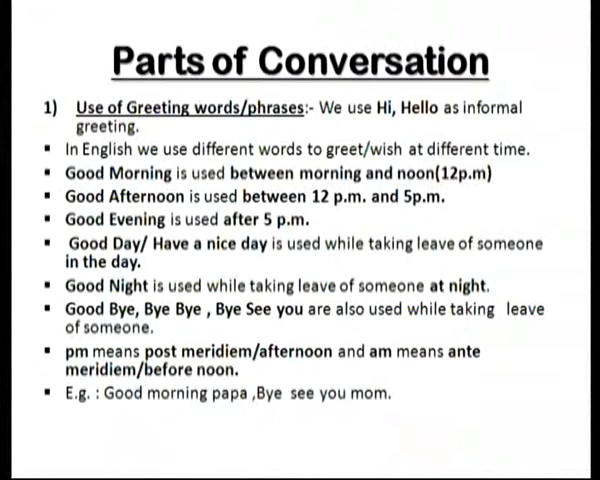 Parts of Conversation
1) Use of Greeting words/phrases:- We use Hi, Hello as informal
greeting.
▪ In English we use different words to greet/wish at different time.
▪ Good Morning is used between morning and noon(12p.m)
▪ Good Afternoon is used between 12 p.m. and 5p.m.
▪ Good Evening is used after 5 p.m.
▪ Good Day/ Have a nice day is used while taking leave of someone
in the day.
▪ Good Night is used while taking leave of someone at night.
▪ Good Bye, Bye Bye , Bye See you are also used while taking leave
of someone.
▪ pm means post meridiem/afternoon and am means ante
meridiem/before noon.
▪ E.g. : Good morning papa ,Bye see you mom.